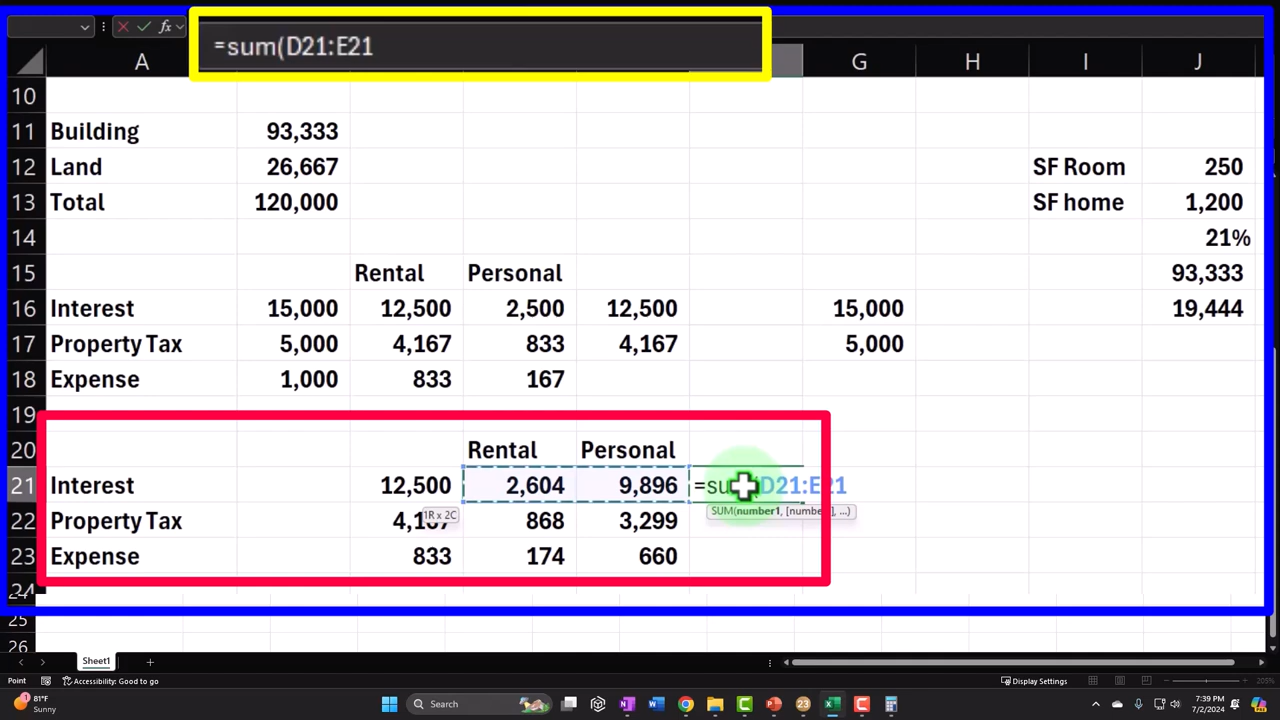 =sum(D21:E21
A G H I J
10
11 Building 93,333
12 Land 26,667 SF Room 250
13 Total 120,000 SF home 1,200
14 21%
15 Rental Personal 93,333
16 Interest 15,000 12,500 2,500 12,500 15,000 19,444
17 Property Tax 5,000 4,167 833 4,167 5,000
18 Expense 1,000 833 167
19
20 Rental Personal
21 Interest 12,500 2,604 9,896 =sum(D21:E21
1R x 2C SUM(number1, [number2], ...)
22 Property Tax 4,167 868 3,299
23 Expense 833 174 660
24
25
26
Sheet1
Point Accessibility: Good to go Display Settings 205%
81°F
Sunny
Search
7:39 PM
7/2/2024